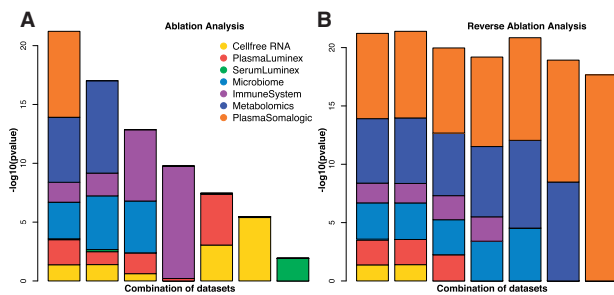 A
Ablation Analysis
20
15
10
5
0
-log10(pvalue)
Cellfree RNA
PlasmaLuminex
SerumLuminex
Microbiome
ImmuneSystem
Metabolomics
PlasmaSomalogic
Combination of datasets
B
Reverse Ablation Analysis
20
15
10
5
0
-log10(pvalue)
Combination of datasets